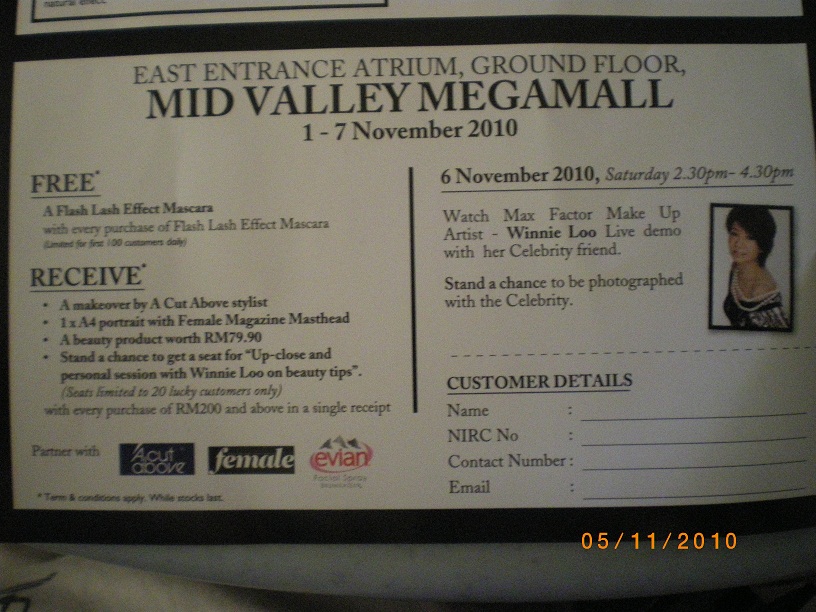 natural effect
EAST ENTRANCE ATRIUM, GROUND FLOOR,
MID VALLEY MEGAMALL
1 - 7 November 2010
FREE*
A Flash Lash Effect Mascara
with every purchase of Flash Lash Effect Mascara
(Limited for first 100 customers daily)
RECEIVE*
• A makeover by A Cut Above stylist
• 1 x A4 portrait with Female Magazine Masthead
• A beauty product worth RM79.90
• Stand a chance to get a seat for "Up-close and
personal session with Winnie Loo on beauty tips".
(Seats limited to 20 lucky customers only)
with every purchase of RM200 and above in a single receipt
Partner with
A cut
above
female
evian
Facial Spray
* Term & conditions apply. While stocks last.
6 November 2010, Saturday 2.30pm- 4.30pm
Watch Max Factor Make Up
Artist - Winnie Loo Live demo
with her Celebrity friend.
Stand a chance to be photographed
with the Celebrity.
CUSTOMER DETAILS
Name :
NIRC No :
Contact Number :
Email :
05/11/2010